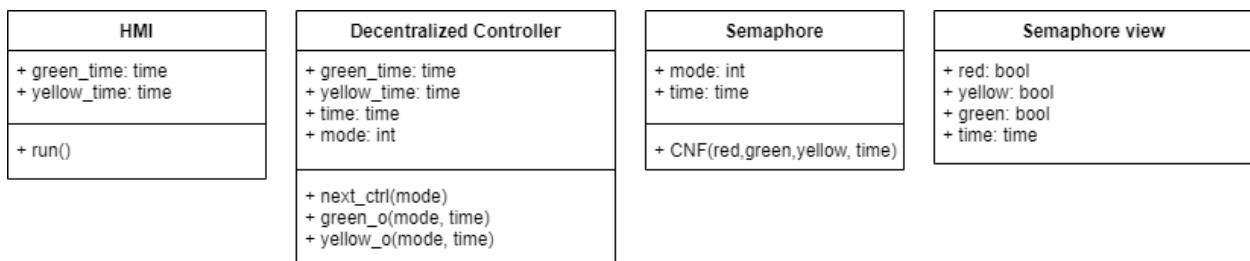 HMI
+ green_time: time
+ yellow_time: time
+ run()
Decentralized Controller
+ green_time: time
+ yellow_time: time
+ time: time
+ mode: int
+ next_ctrl(mode)
+ green_o(mode, time)
+ yellow_o(mode, time)
Semaphore
+ mode: int
+ time: time
+ CNF(red,green,yellow, time)
Semaphore view
+ red: bool
+ yellow: bool
+ green: bool
+ time: time